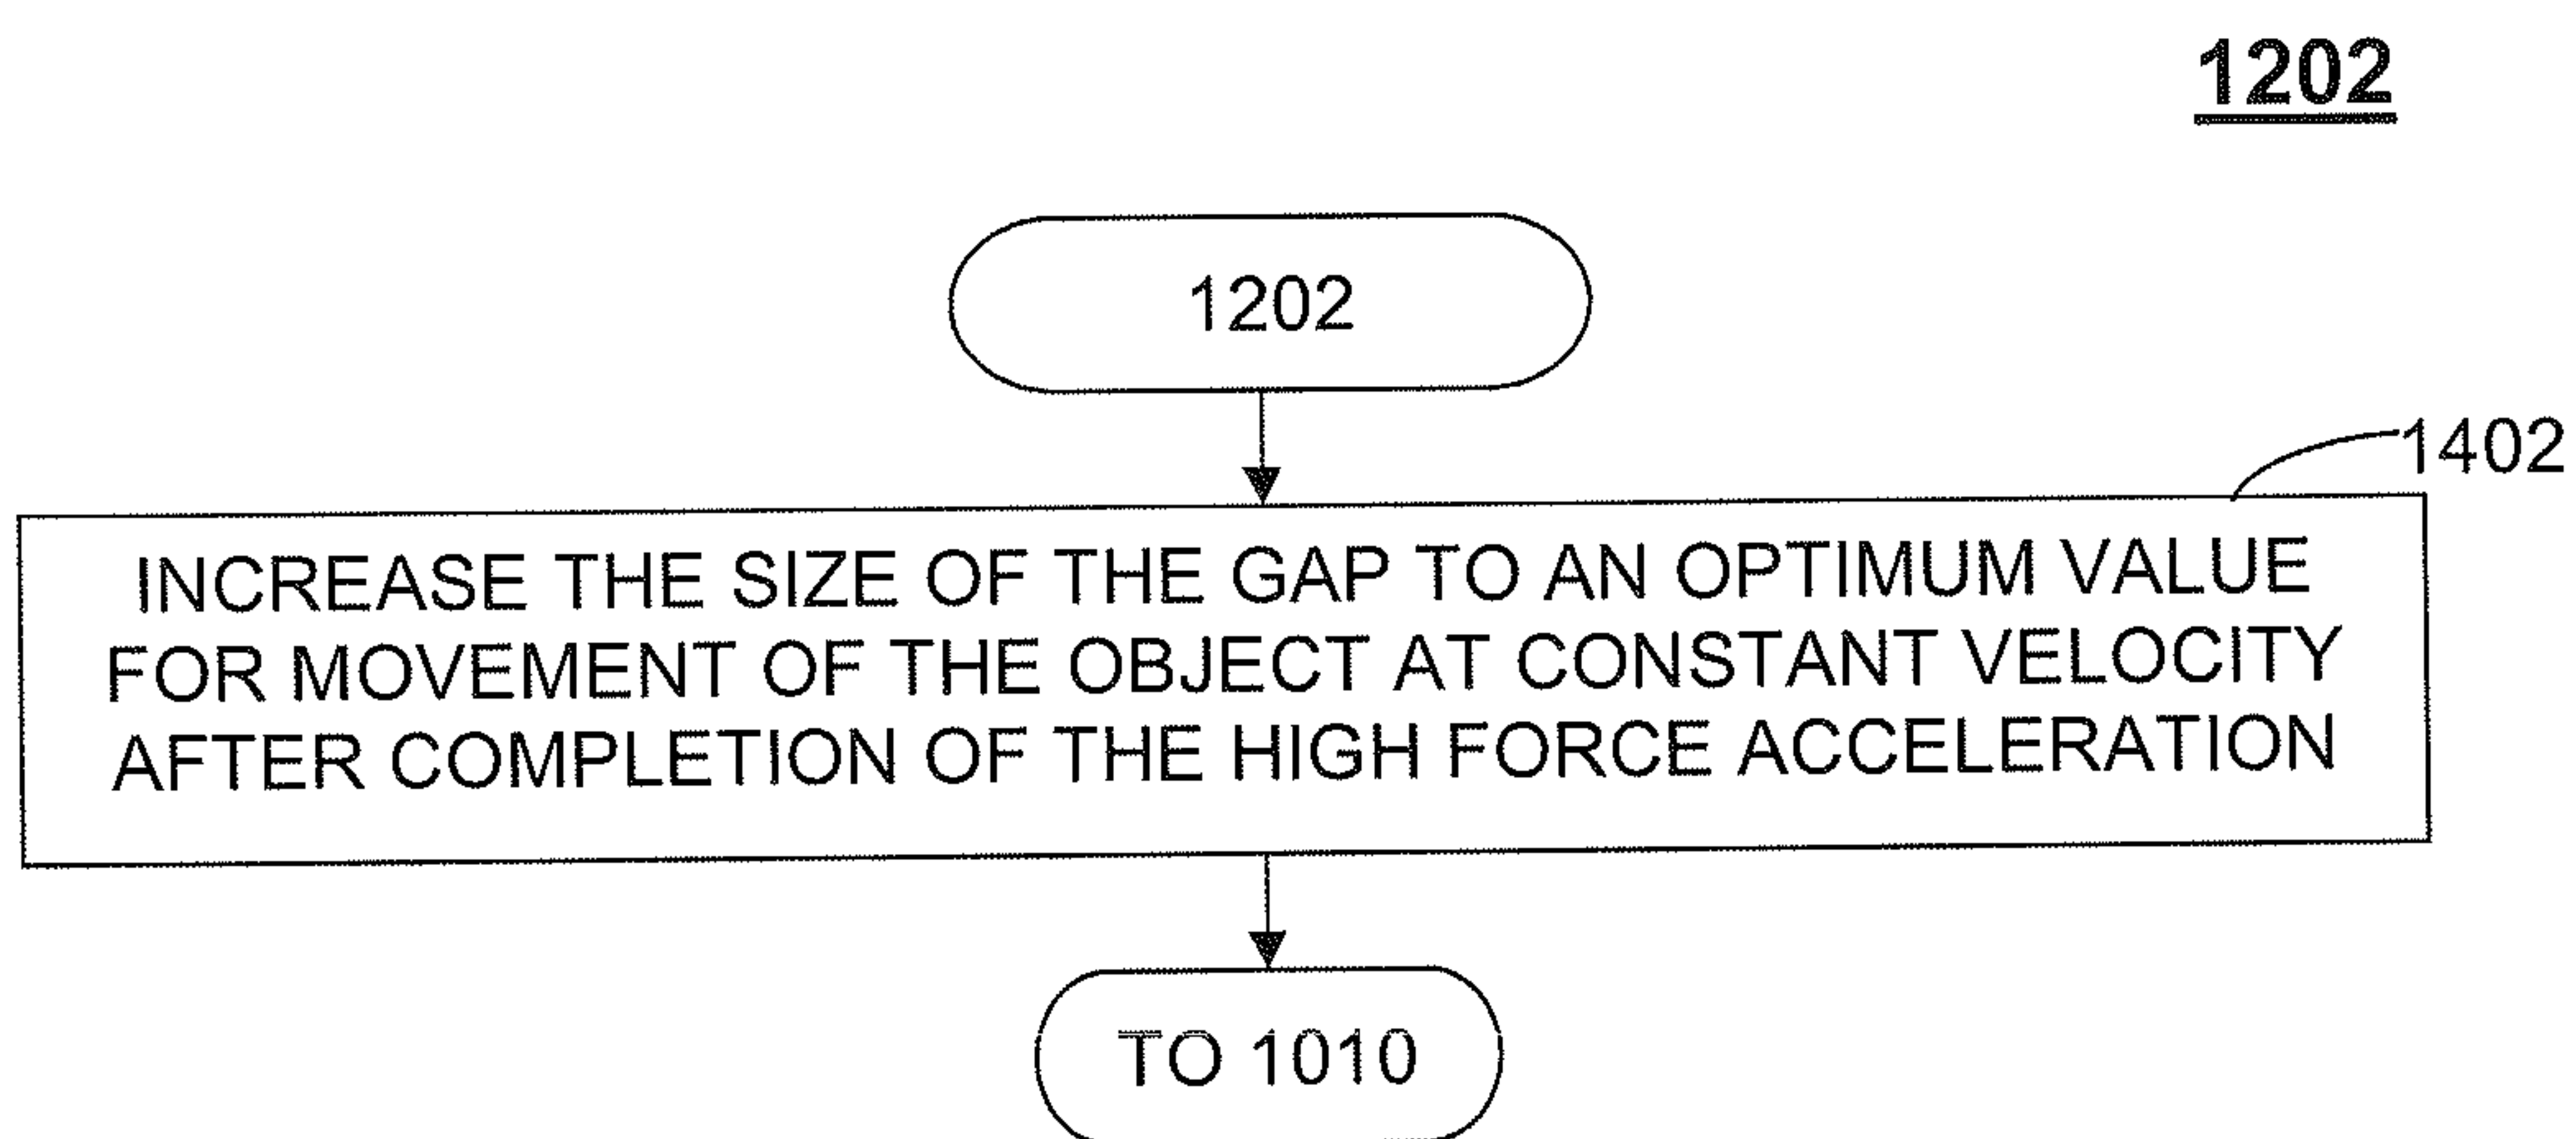 1202
1202
1402
INCREASE THE SIZE OF THE GAP TO AN OPTIMUM VALUE
FOR MOVEMENT OF THE OBJECT AT CONSTANT VELOCITY
AFTER COMPLETION OF THE HIGH FORCE ACCELERATION
TO 1010